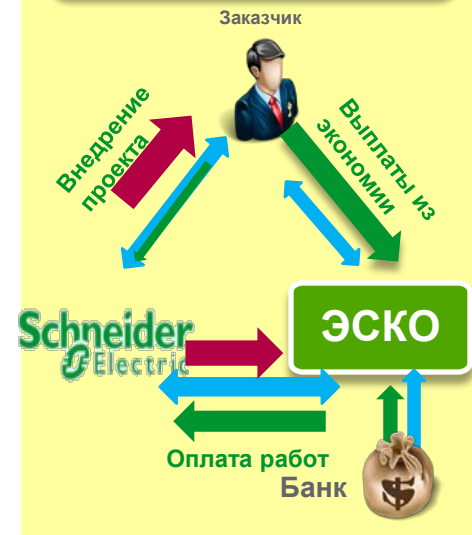 Заказчик
Внедрение
проекта
Выплаты из
экономии
Schneider
Electric
ЭСКО
Оплата работ
Банк
$